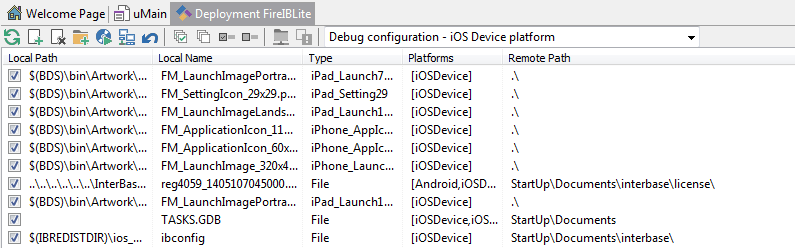 Welcome Page uMain Deployment FireIBLite
Debug configuration - iOS Device platform
Local Path Local Name Type Platforms Remote Path
$(BDS)\bin\Artwork\... FM_LaunchImagePortra... iPad_Launch7... [iOSDevice] .\
$(BDS)\bin\Artwork\... FM_SettingIcon_29x29.p... iPad_Setting29 [iOSDevice] .\
$(BDS)\bin\Artwork\... FM_LaunchImageLands... iPad_Launch1... [iOSDevice] .\
$(BDS)\bin\Artwork\... FM_ApplicationIcon_11... iPhone_AppIc... [iOSDevice] .\
$(BDS)\bin\Artwork\... FM_ApplicationIcon_60x... iPhone_AppIc... [iOSDevice] .\
$(BDS)\bin\Artwork\... FM_LaunchImage_320x4... iPhone_Launc... [iOSDevice] .\
..\..\..\..\..\InterBas... reg4059_1405107045000.... File [Android,iOSD... StartUp\Documents\interbase\license\
$(BDS)\bin\Artwork\... FM_LaunchImagePortra... iPad_Launch1... [iOSDevice] .\
TASKS.GDB File [iOSDevice,iOS... StartUp\Documents
$(IBREDISTDIR)\ios_... ibconfig File [iOSDevice] StartUp\Documents\interbase\